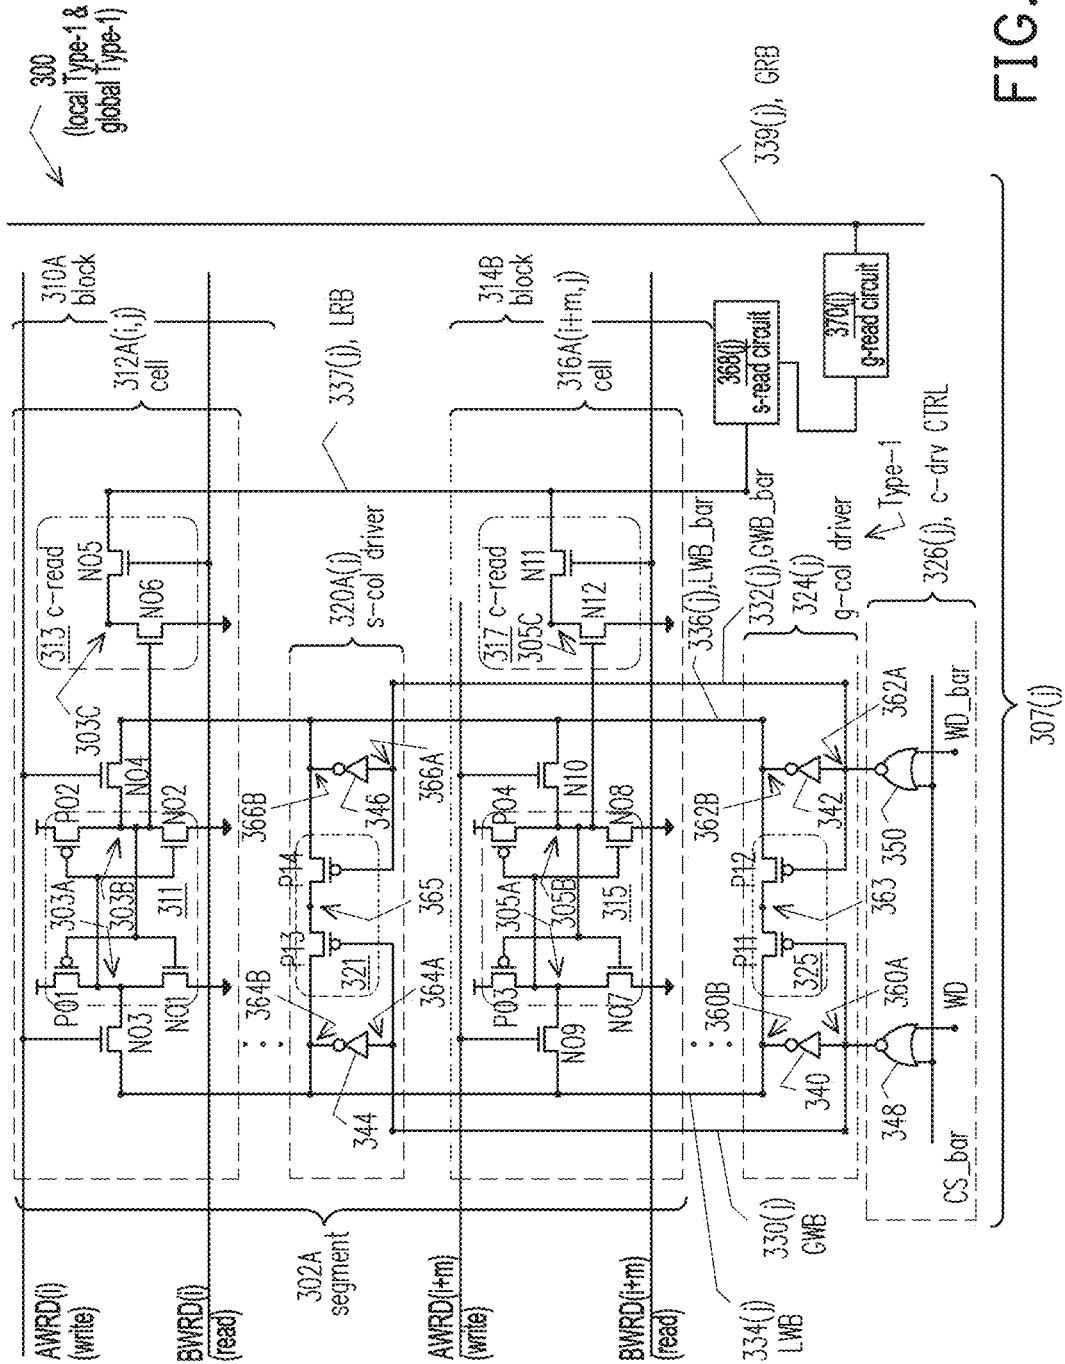 300
(local Type-1 &
global Type-1)
FIG.
310A
block
312A(i,j)
cell
337(j), LRB
314B
block
316A(i+m,j)
cell
339(j), GRB
368(j)
s-read circuit
370(j)
g-read circuit
313 c-read
N05
N06
303C
320A(j)
s-col driver
317 c-read
305C
N11
N12
336(j),LWB_bar
332(j),GWB_bar
324(j)
g-col driver
Type-1
326(j), c-drv CTRL
P02
N04
N02
303A
303B
311
P01
N03
N01
366B
346
366A
P14
P13
365
321
364B
364A
344
P04
N10
N08
305A
305B
315
P03
N09
N07
362B
342
362A
P12
P11
363
325
360B
360A
340
350
348
WD_bar
WD
CS_bar
307(j)
302A
segment
AWRD(i)
(write)
BWRD(i)
(read)
AWRD(i+m)
(write)
BWRD(i+m)
(read)
334(j)
LWB
330(j)
GWB